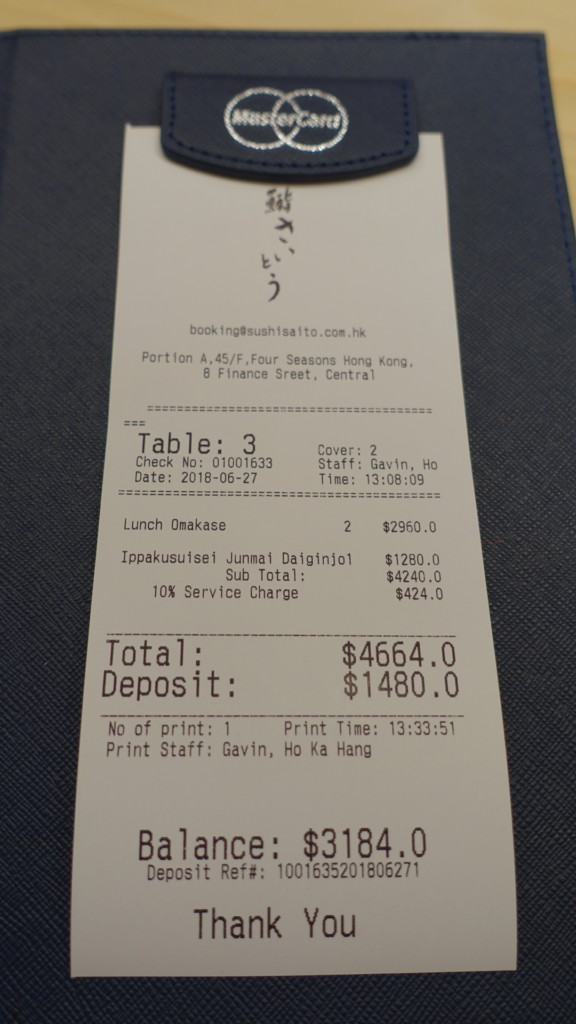 MasterCard
鮨さいとう
booking@sushisaito.com.hk
Portion A,45/F,Four Seasons Hong Kong,
8 Finance Sreet, Central
===========================================
===
Table: 3 Cover: 2
Check No: 01001633 Staff: Gavin, Ho
Date: 2018-06-27 Time: 13:08:09
===========================================
Lunch Omakase 2 $2960.0
Ippakusuisei Junmai Daiginjo1 $1280.0
Sub Total: $4240.0
10% Service Charge $424.0
Total: $4664.0
Deposit: $1480.0
No of print: 1 Print Time: 13:33:51
Print Staff: Gavin, Ho Ka Hang
Balance: $3184.0
Deposit Ref#: 1001635201806271
Thank You